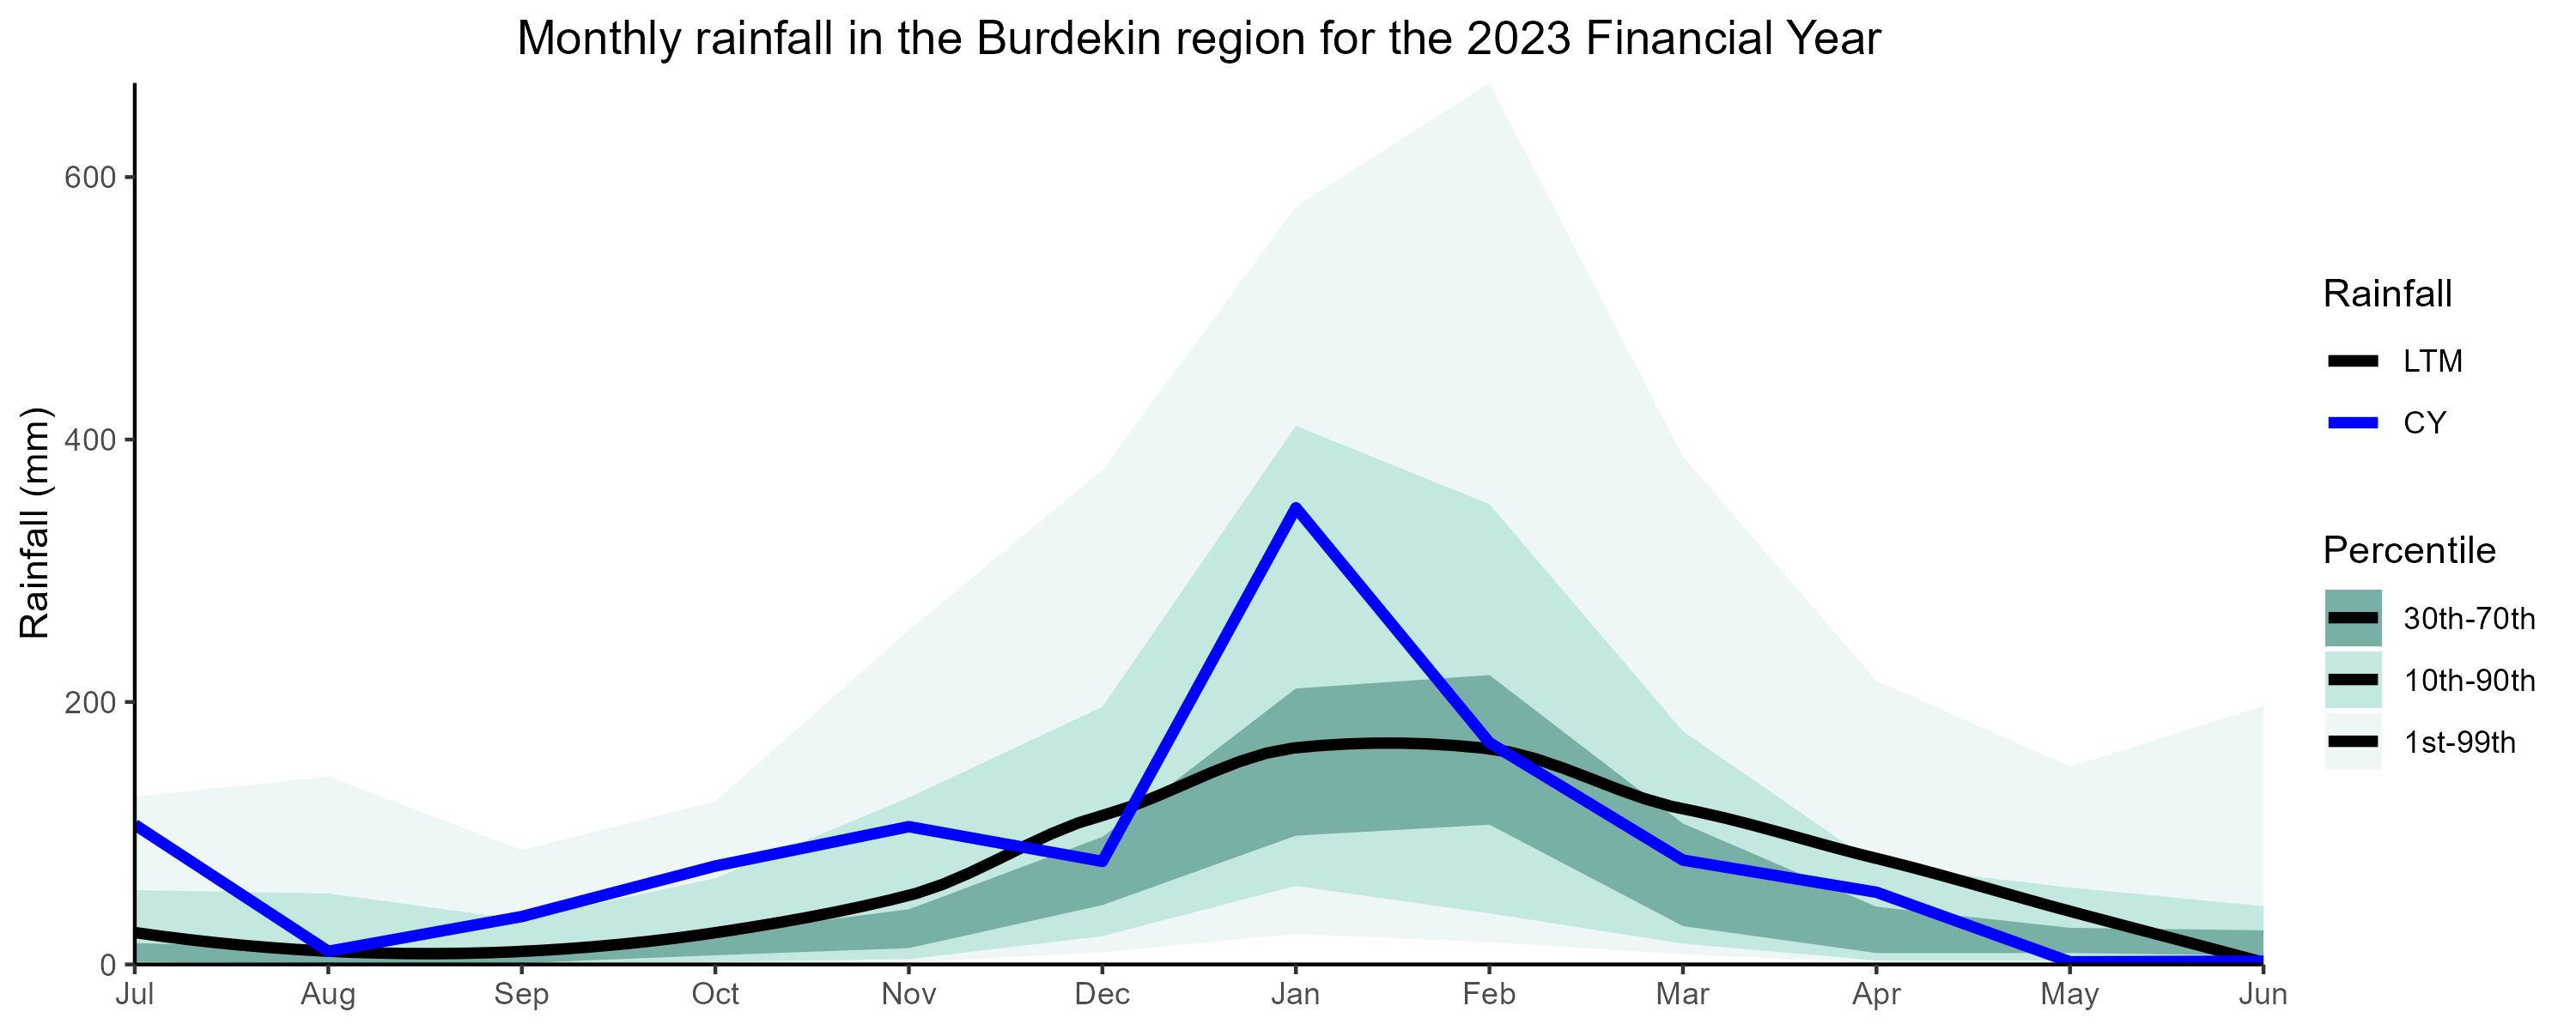 Monthly rainfall in the Burdekin region for the 2023 Financial Year
Rainfall (mm)
600
400
200
0
Jul Aug Sep Oct Nov Dec Jan Feb Mar Apr May Jun
Rainfall
LTM
CY
Percentile
30th-70th
10th-90th
1st-99th